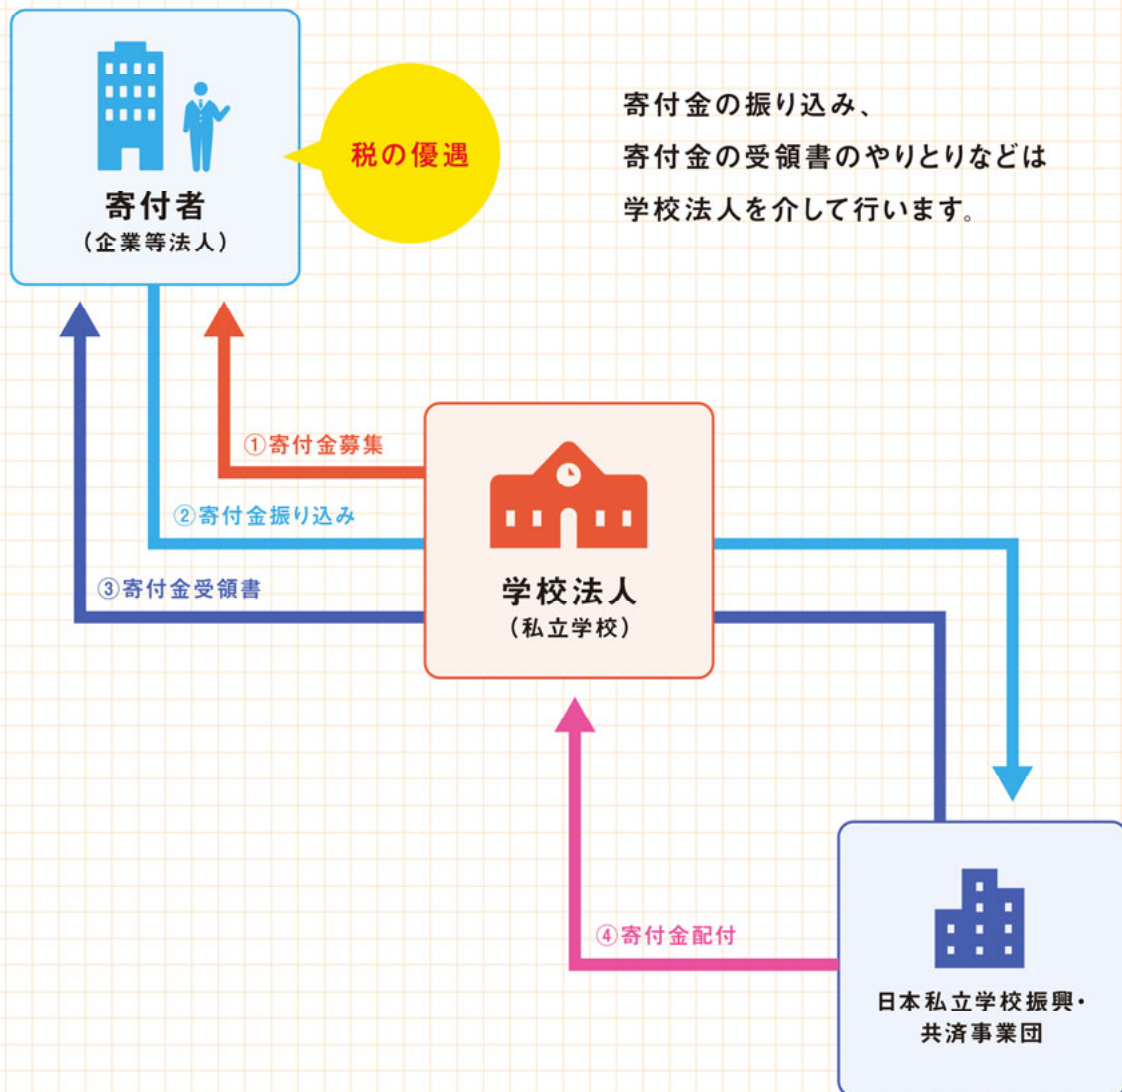 寄付金の振り込み、
寄付金の受領書のやりとりなどは
学校法人を介して行います。
税の優遇
寄付者
(企業等法人)
①寄付金募集
②寄付金振り込み
③寄付金受領書
学校法人
(私立学校)
④寄付金配付
日本私立学校振興・
共済事業団